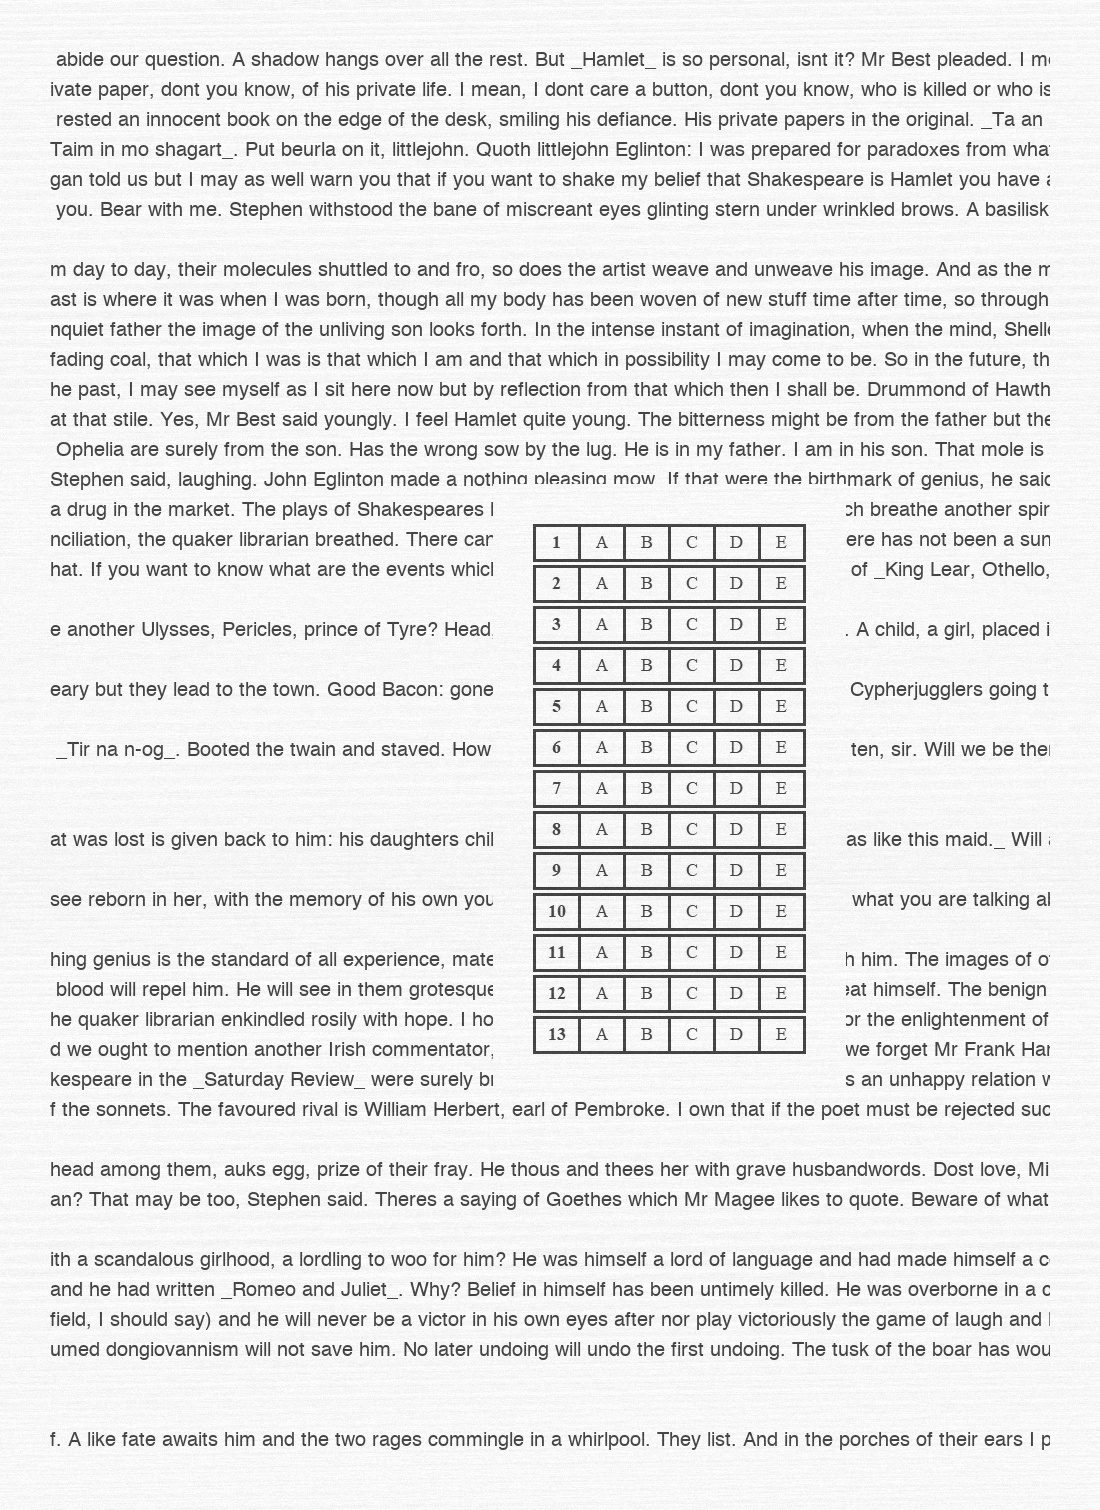 abide our question. A shadow hangs over all the rest. But _Hamlet_ is so personal, isnt it? Mr Best pleaded. I
ivate paper, dont you know, of his private life. I mean, I dont care a button, dont you know, who is killed or who is
rested an innocent book on the edge of the desk, smiling his defiance. His private papers in the original. _Ta an
Taim in mo shagart_. Put beurla on it, littlejohn. Quoth littlejohn Eglinton: I was prepared for paradoxes from
gan told us but I may as well warn you that if you want to shake my belief that Shakespeare is Hamlet you have
you. Bear with me. Stephen withstood the bane of miscreant eyes glinting stern under wrinkled brows. A basilisk
m day to day, their molecules shuttled to and fro, so does the artist weave and unweave his image. And as the m
ast is where it was when I was born, though all my body has been woven of new stuff time after time, so through
nquiet father the image of the unliving son looks forth. In the intense instant of imagination, when the mind,
fading coal, that which I was is that which I am and that which in possibility I may come to be. So in the future, th
he past, I may see myself as I sit here now but by reflection from that which then I shall be. Drummond of Hawth
at that stile. Yes, Mr Best said youngly. I feel Hamlet quite young. The bitterness might be from the father but
Ophelia are surely from the son. Has the wrong sow by the lug. He is in my father. I am in his son. That mole is
Stephen said, laughing. John Eglinton made a nothing pleasing mow. If that were the birthmark of genius, he
a drug in the market. The plays of Shakespeares ch breathe another spir
nciliation, the quaker librarian breathed. There can ere has not been a sun
hat. If you want to know what are the events of _King Lear, Othello,
e another Ulysses, Pericles, prince of Tyre? Head . A child, a girl, placed
eary but they lead to the town. Good Bacon: gone Cypherjugglers going t
_Tir na n-og_. Booted the twain and staved. How ten, sir. Will we be
at was lost is given back to him: his daughters chil as like this maid._ Will
see reborn in her, with the memory of his own what you are talking
hing genius is the standard of all experience, mate h him. The images of
blood will repel him. He will see in them grotesque eat himself. The benign
he quaker librarian enkindled rosily with hope. I ho or the enlightenment of
d we ought to mention another Irish commentator, we forget Mr Frank Har
kespeare in the _Saturday Review_ were surely s an unhappy relation
f the sonnets. The favoured rival is William Herbert, earl of Pembroke. I own that if the poet must be rejected suc
head among them, auks egg, prize of their fray. He thous and thees her with grave husbandwords. Dost love, Mi
an? That may be too, Stephen said. Theres a saying of Goethes which Mr Magee likes to quote. Beware of what
ith a scandalous girlhood, a lordling to woo for him? He was himself a lord of language and had made himself a
and he had written _Romeo and Juliet_. Why? Belief in himself has been untimely killed. He was overborne in a
field, I should say) and he will never be a victor in his own eyes after nor play victoriously the game of laugh and
umed dongiovannism will not save him. No later undoing will undo the first undoing. The tusk of the boar has wou
f. A like fate awaits him and the two rages commingle in a whirlpool. They list. And in the porches of their ears I
1 A B C D E
2 A B C D E
3 A B C D E
4 A B C D E
5 A B C D E
6 A B C D E
7 A B C D E
8 A B C D E
9 A B C D E
10 A B C D E
11 A B C D E
12 A B C D E
13 A B C D E